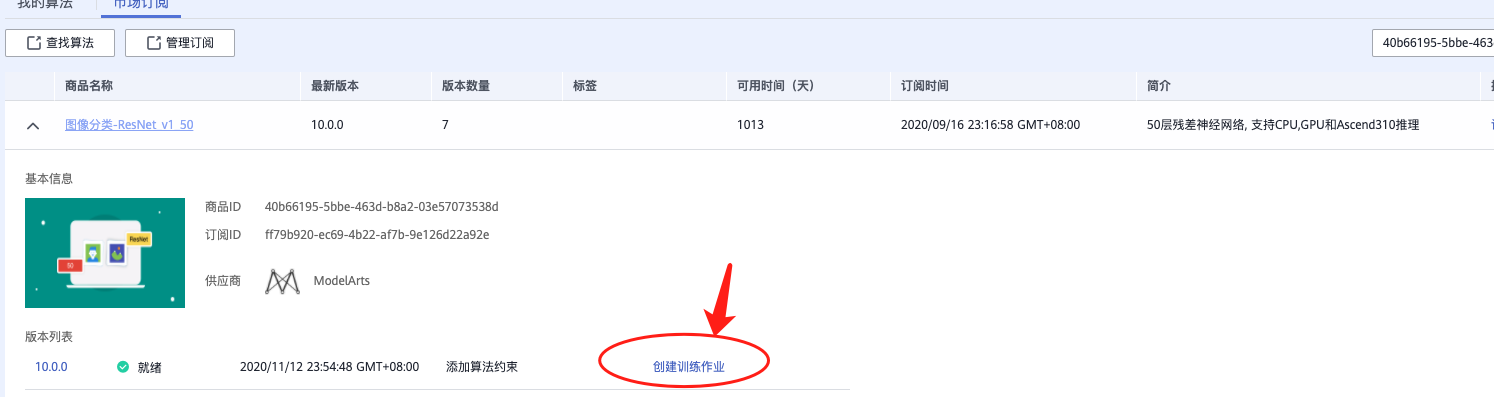 我的算法 市场订阅
查找算法 管理订阅 40b66195-5bbe-463
商品名称 最新版本 版本数量 标签 可用时间（天） 订阅时间 简介
图像分类-ResNet_v1_50 10.0.0 7 1013 2020/09/16 23:16:58 GMT+08:00 50层残差神经网络, 支持CPU,GPU和Ascend310推理
基本信息
ResNet
50
商品ID 40b66195-5bbe-463d-b8a2-03e57073538d
订阅ID ff79b920-ec69-4b22-af7b-9e126d22a92e
供应商 ModelArts
版本列表
10.0.0 就绪 2020/11/12 23:54:48 GMT+08:00 添加算法约束 创建训练作业